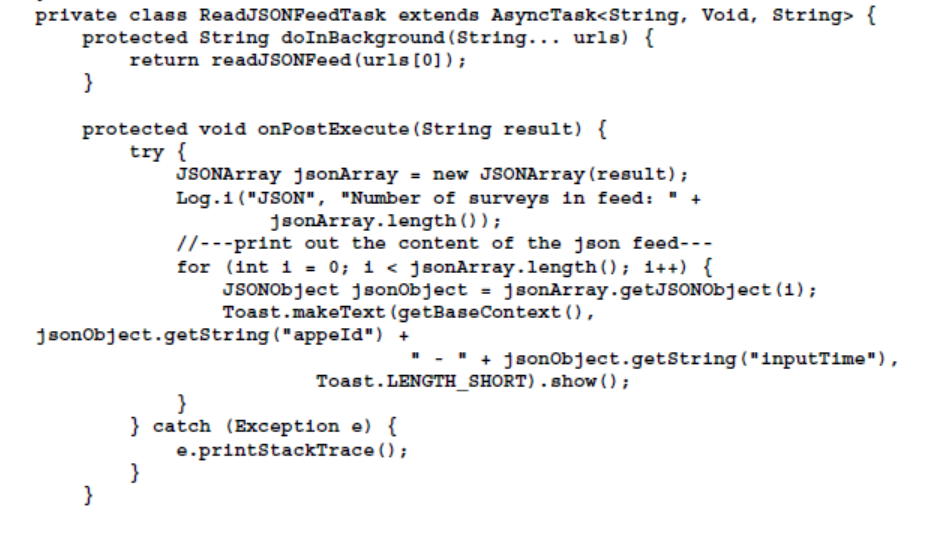 private class ReadJSONFeedTask extends AsyncTask<String, Void, String> {
protected String doInBackground(String... urls) {
return readJSONFeed(urls[0]);
}
protected void onPostExecute(String result) {
try {
JSONArray jsonArray = new JSONArray(result);
Log.i("JSON", "Number of surveys in feed: " +
jsonArray.length());
//---print out the content of the json feed---
for (int i = 0; i < jsonArray.length(); i++) {
JSONObject jsonObject = jsonArray.getJSONObject(i);
Toast.makeText(getBaseContext(),
jsonObject.getString("appeId") +
" - " + jsonObject.getString("inputTime"),
Toast.LENGTH_SHORT).show();
}
} catch (Exception e) {
e.printStackTrace();
}
}